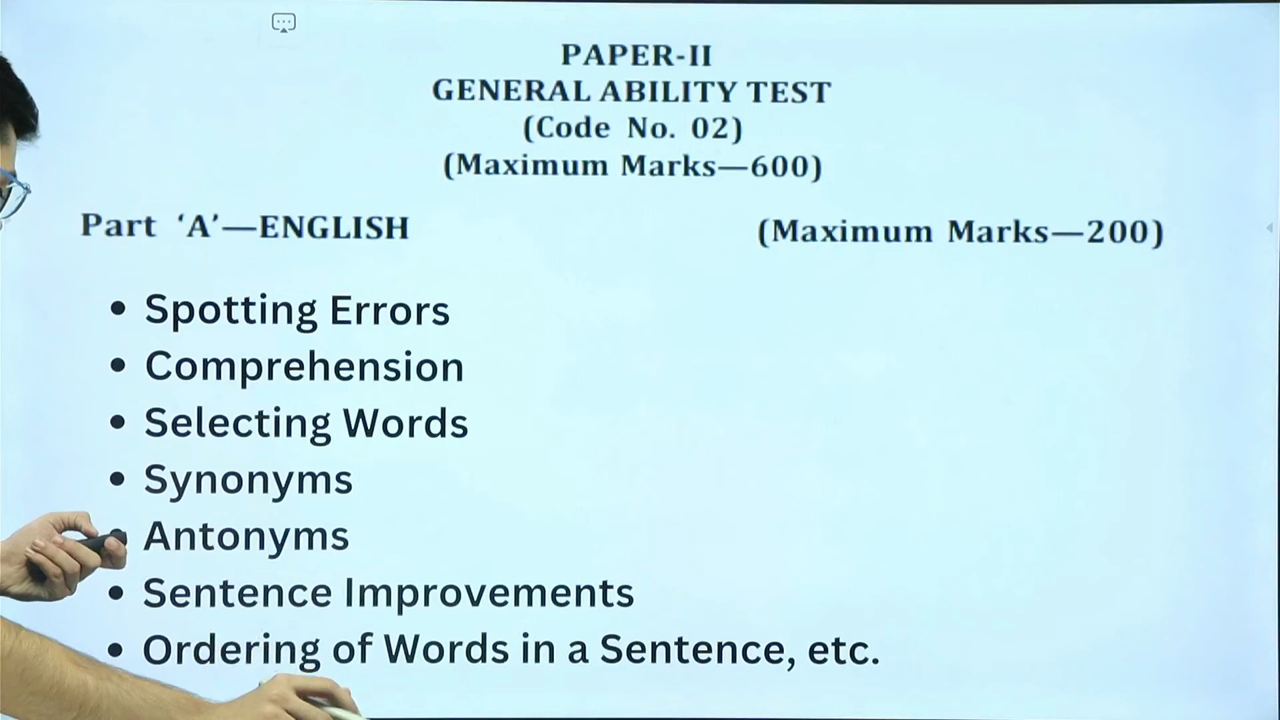 PAPER-II
GENERAL ABILITY TEST
(Code No. 02)
(Maximum Marks—600)
Part ‘A’—ENGLISH (Maximum Marks—200)
• Spotting Errors
• Comprehension
• Selecting Words
• Synonyms
• Antonyms
• Sentence Improvements
• Ordering of Words in a Sentence, etc.